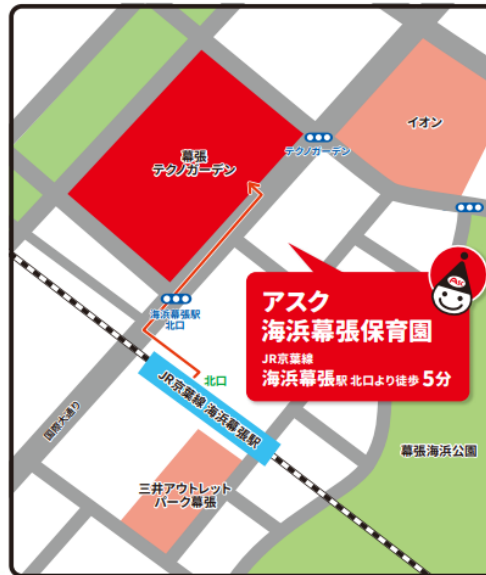 イオン
幕張
テクノガーデン
テクノガーデン
ASK
アスク
海浜幕張保育園
JR京葉線
海浜幕張駅 北口より徒歩 5分
海浜幕張駅
北口
北口
JR京葉線 海浜幕張駅
国際大通り
幕張海浜公園
三井アウトレット
パーク幕張